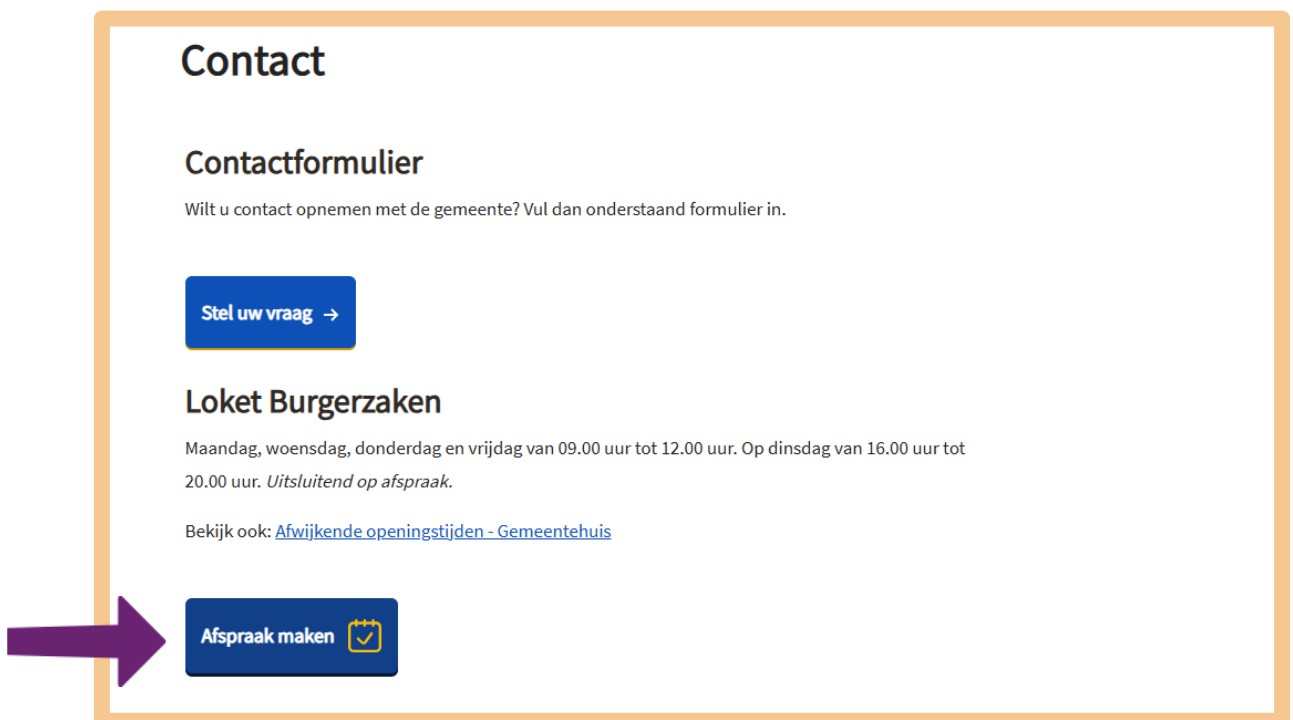 Contact
Contactformulier
Wilt u contact opnemen met de gemeente? Vul dan onderstaand formulier in.
Stel uw vraag →
Loket Burgerzaken
Maandag, woensdag, donderdag en vrijdag van 09.00 uur tot 12.00 uur. Op dinsdag van 16.00 uur tot
20.00 uur. Uitsluitend op afspraak.
Bekijk ook: Afwijkende openingstijden - Gemeentehuis
Afspraak maken